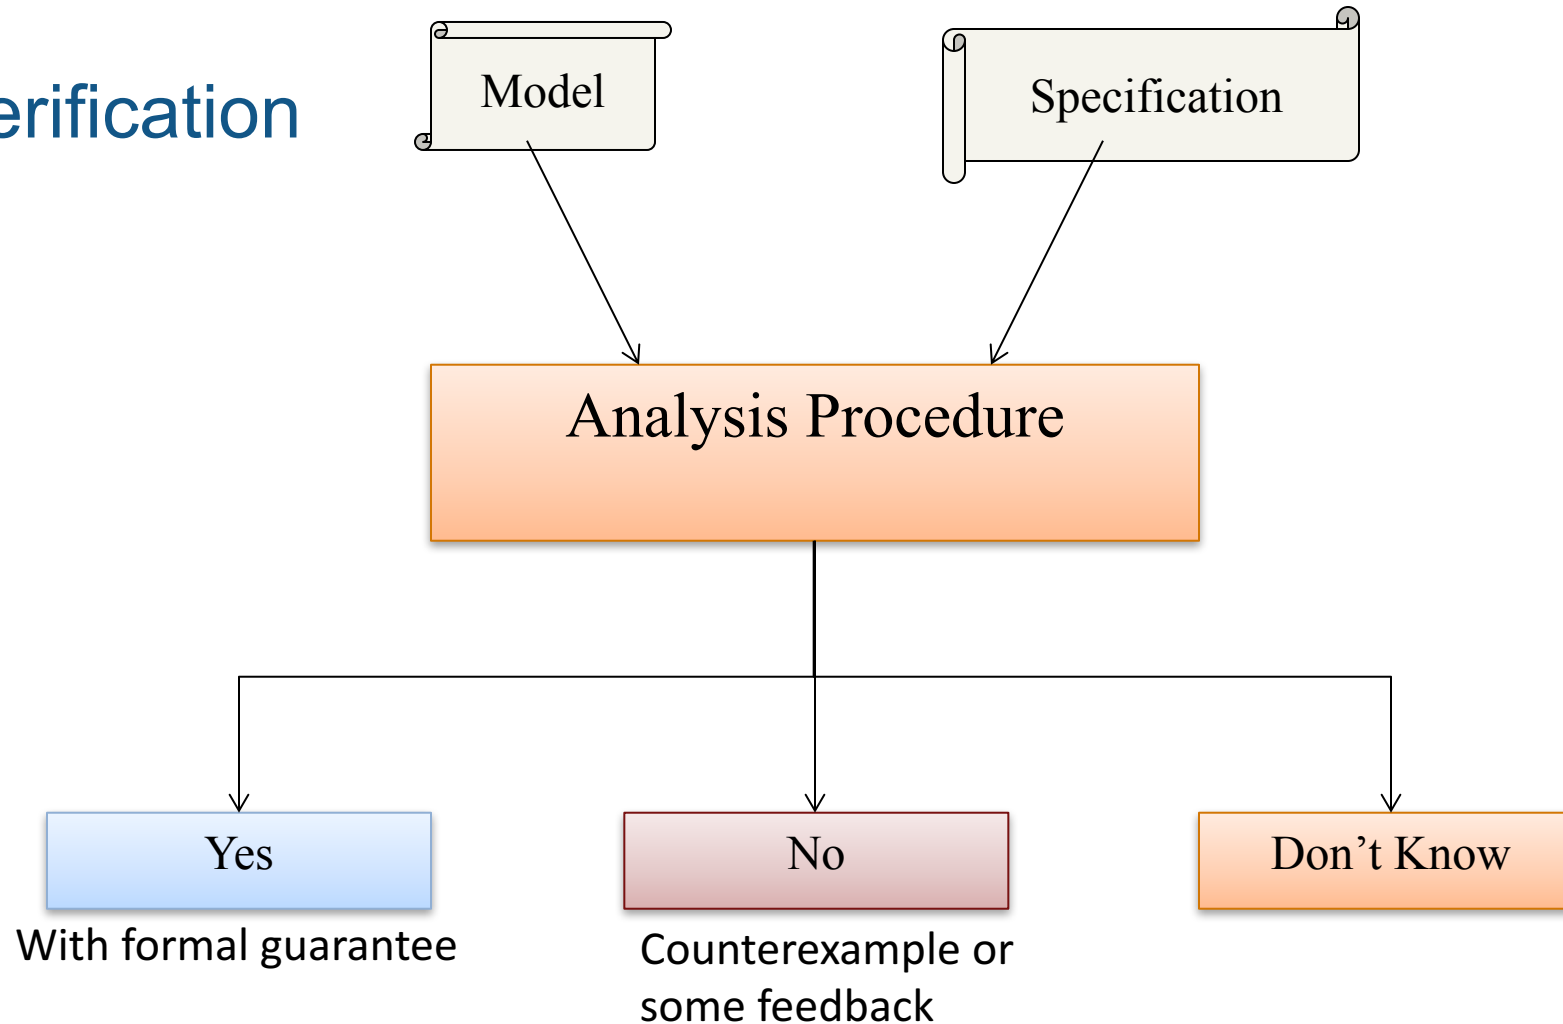 erification
Model
Specification
Analysis Procedure
Yes
No
Don’t Know
With formal guarantee
Counterexample or
some feedback